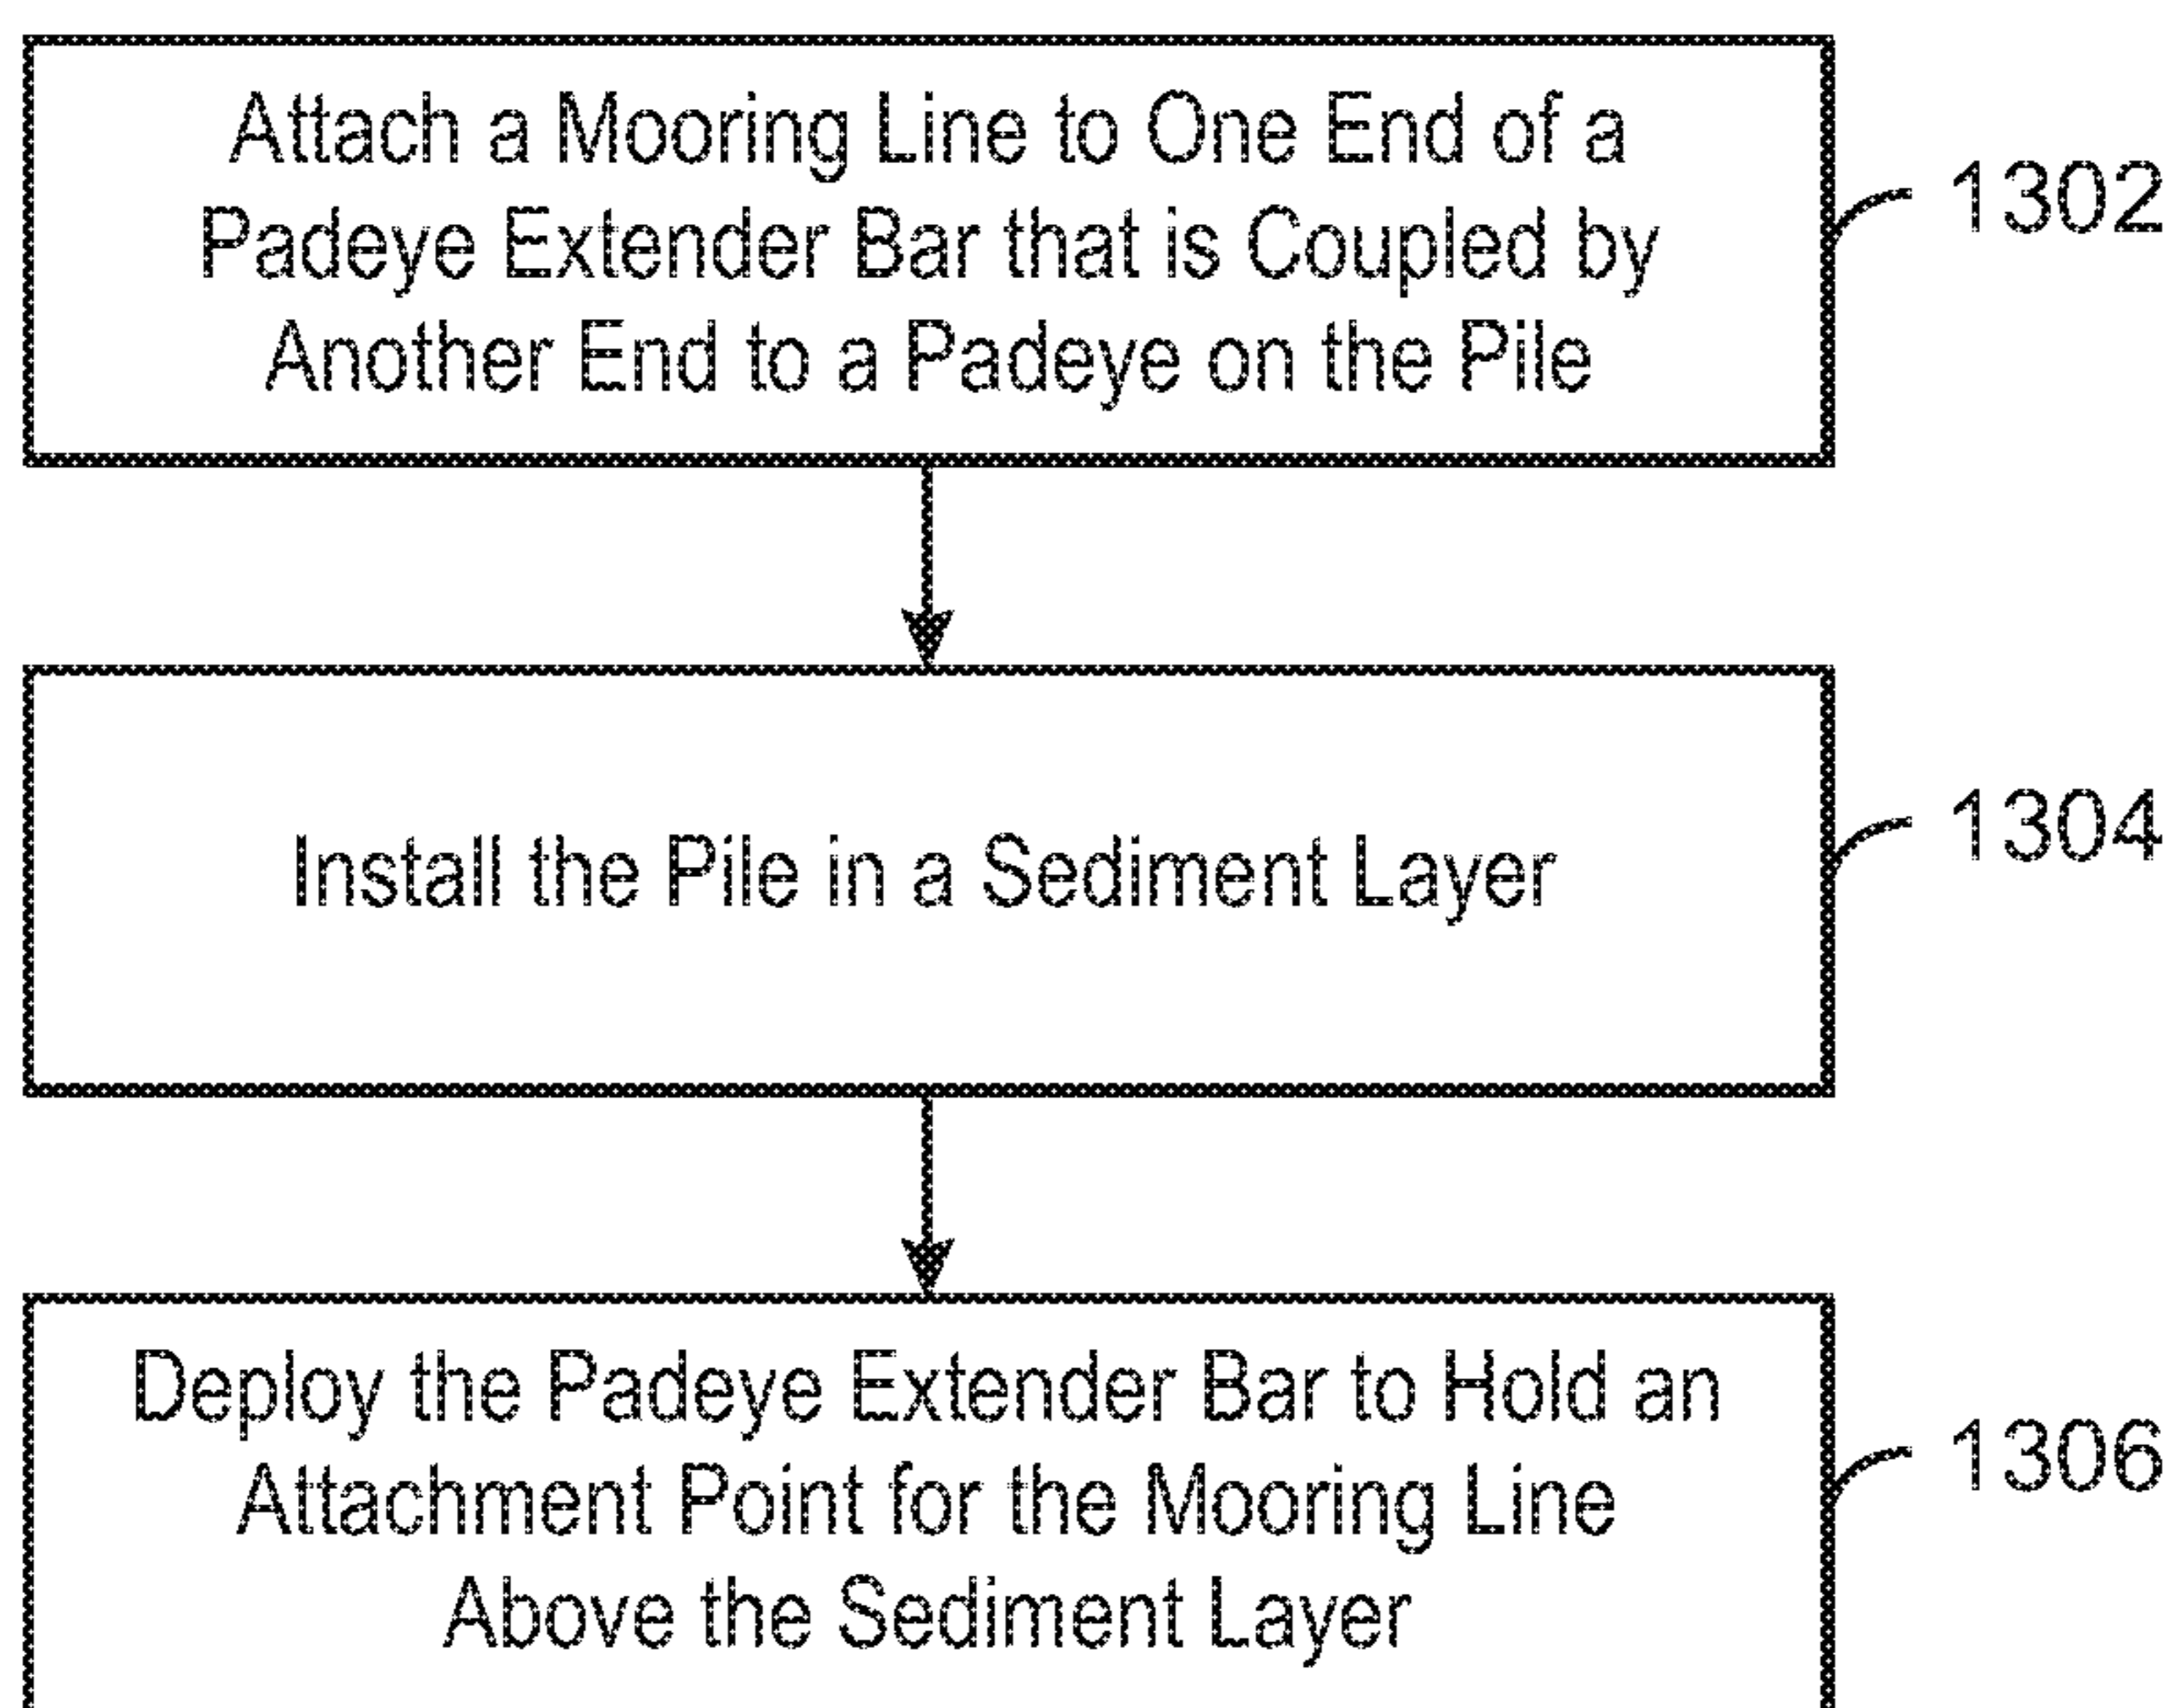 Attach a Mooring Line to One End of a
Padeye Extender Bar that is Coupled by
Another End to a Padeye on the Pile
1302
Install the Pile in a Sediment Layer
1304
Deploy the Padeye Extender Bar to Hold an
Attachment Point for the Mooring Line
Above the Sediment Layer
1306